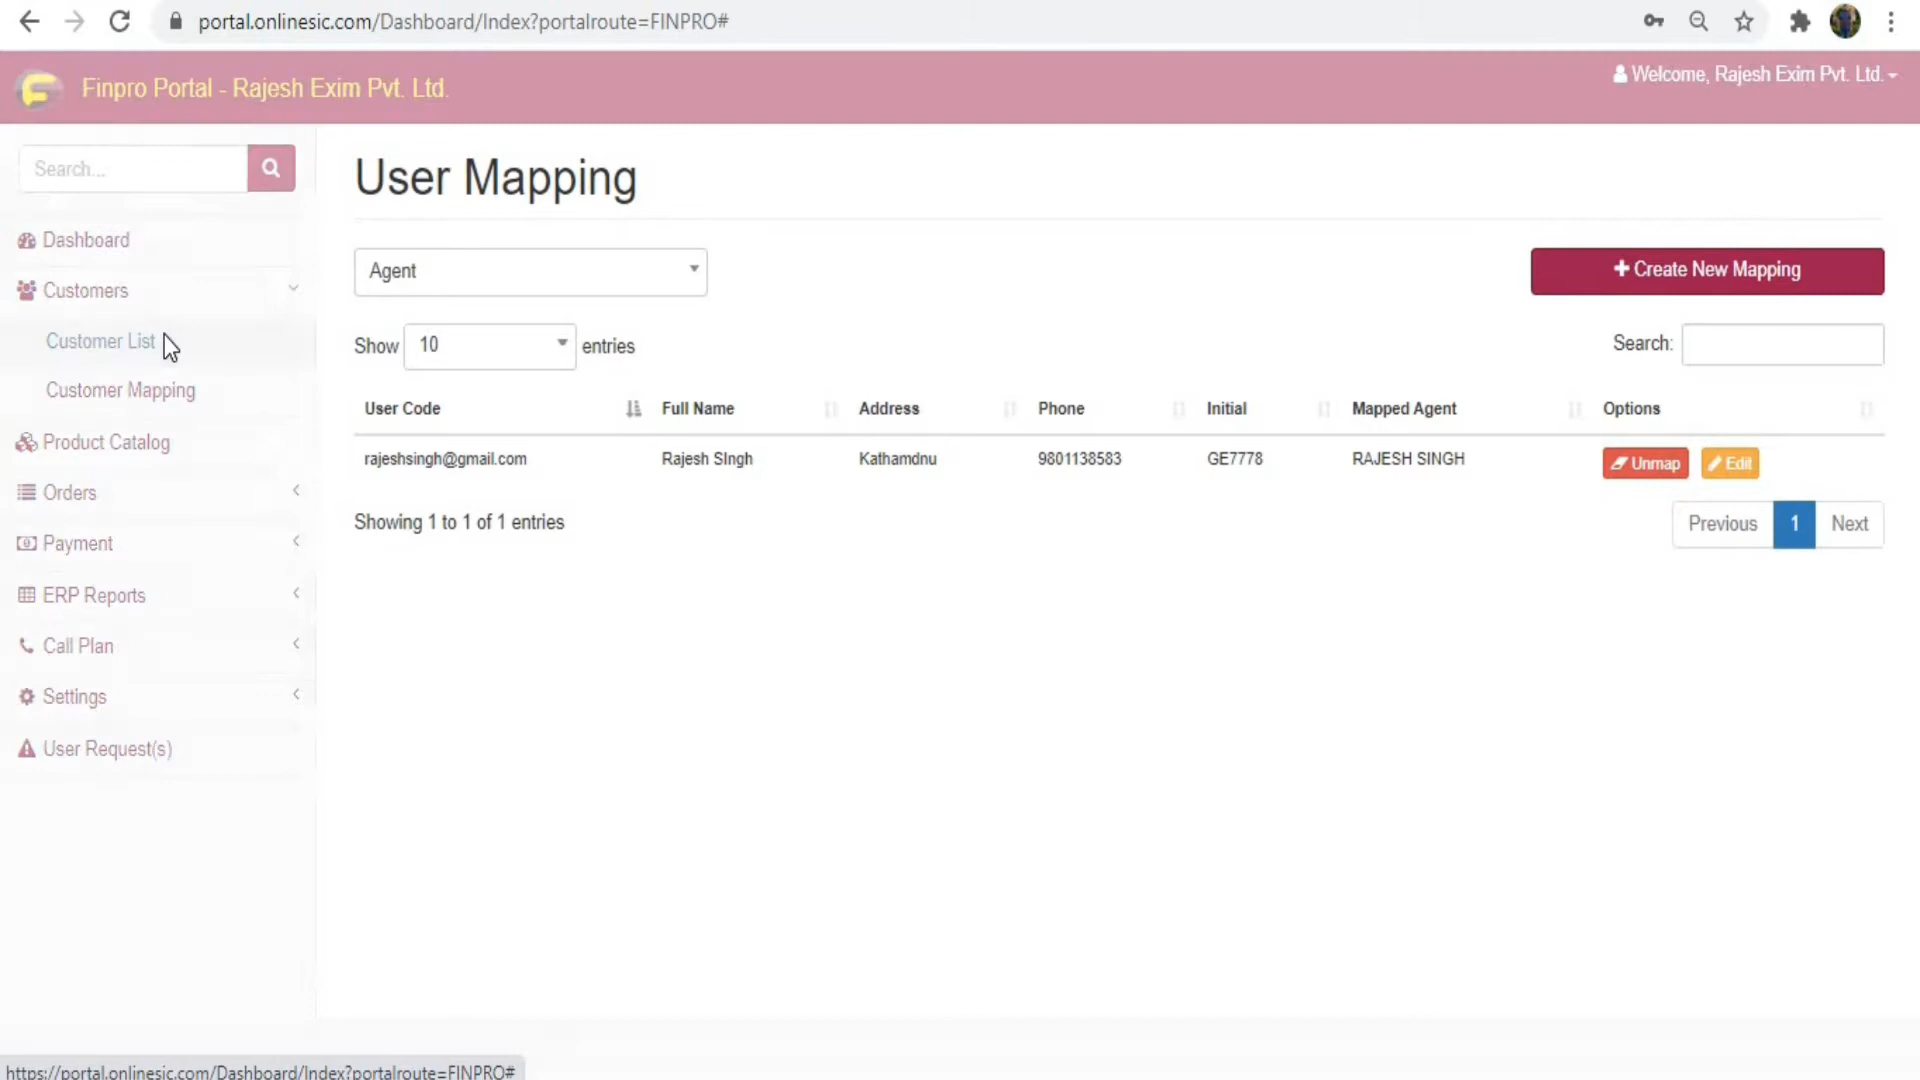 portal.onlinesic.com/Dashboard/Index?portalroute=FINPRO#
Finpro Portal - Rajesh Exim Pvt. Ltd.
Welcome, Rajesh Exim Pvt. Ltd.
Search...
Dashboard
Customers
Customer List
Customer Mapping
Product Catalog
Orders
Payment
ERP Reports
Call Plan
Settings
User Request(s)
User Mapping
Agent
Create New Mapping
Show 10 entries
Search:
User Code Full Name Address Phone Initial Mapped Agent Options
rajeshsingh@gmail.com Rajesh SIngh Kathamdnu 9801138583 GE7778 RAJESH SINGH Unmap Edit
Showing 1 to 1 of 1 entries
Previous 1 Next
https://portal.onlinesic.com/Dashboard/Index?portalroute=FINPRO#